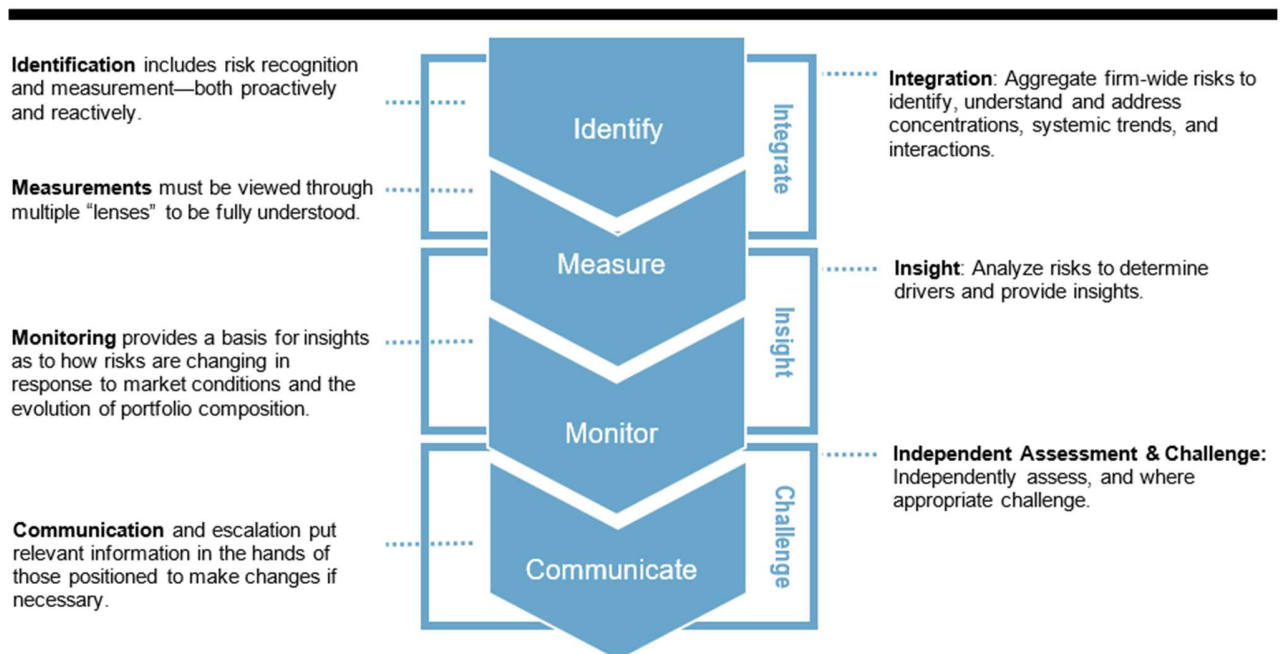 Identification includes risk recognition
and measurement—both proactively
and reactively.
Measurements must be viewed through
multiple “lenses” to be fully understood.
Monitoring provides a basis for insights
as to how risks are changing in
response to market conditions and the
evolution of portfolio composition.
Communication and escalation put
relevant information in the hands of
those positioned to make changes if
necessary.
Identify
Measure
Monitor
Communicate
Integrate
Insight
Challenge
Integration: Aggregate firm-wide risks to
identify, understand and address
concentrations, systemic trends, and
interactions.
Insight: Analyze risks to determine
drivers and provide insights.
Independent Assessment & Challenge:
Independently assess, and where
appropriate challenge.